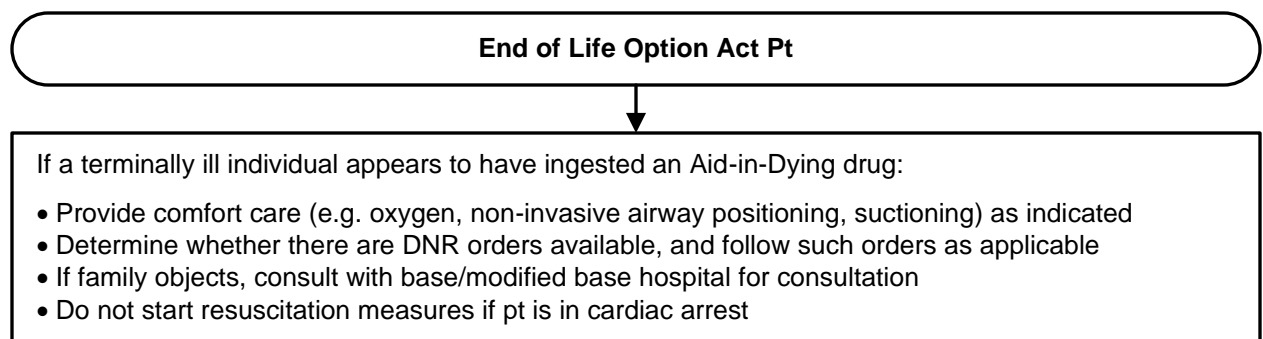 End of Life Option Act Pt
If a terminally ill individual appears to have ingested an Aid-in-Dying drug:
• Provide comfort care (e.g. oxygen, non-invasive airway positioning, suctioning) as indicated
• Determine whether there are DNR orders available, and follow such orders as applicable
• If family objects, consult with base/modified base hospital for consultation
• Do not start resuscitation measures if pt is in cardiac arrest